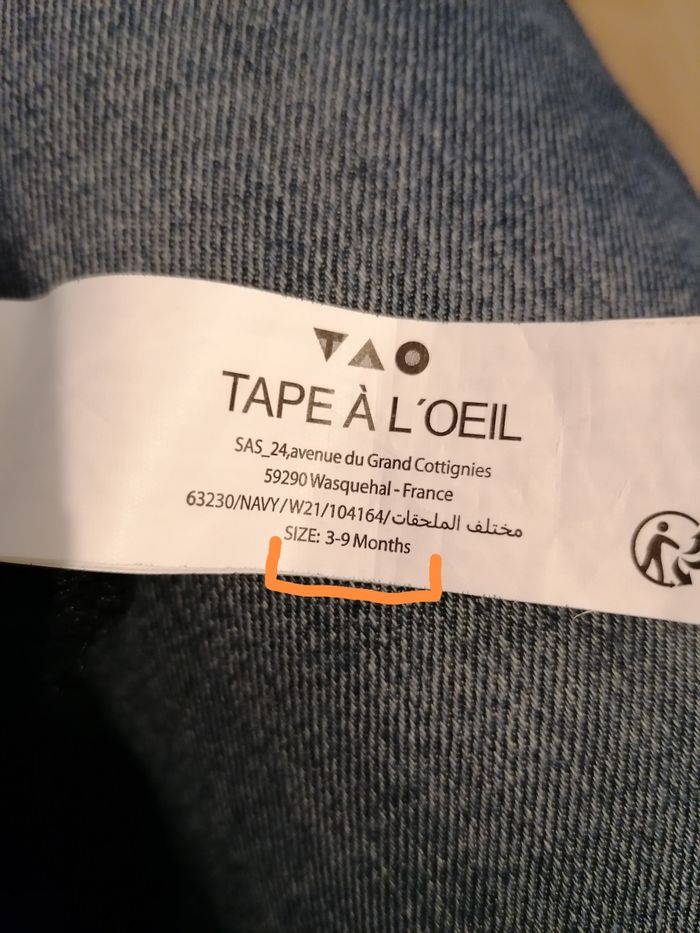 TAO
TAPE À L'OEIL
SAS_24,avenue du Grand Cottignies
59290 Wasquehal - France
63230/NAVY/W21/104164/مختلف الملحقات
SIZE: 3-9 Months